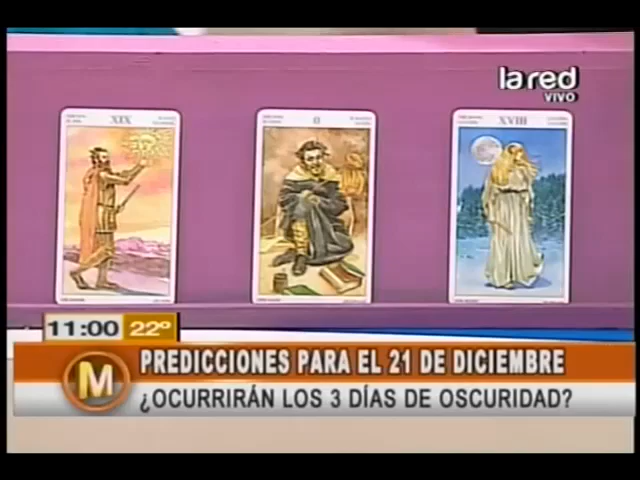 la red
VIVO
XIX
0
XVIII
11:00 22º
M
PREDICCIONES PARA EL 21 DE DICIEMBRE
¿OCURRIRÁN LOS 3 DÍAS DE OSCURIDAD?